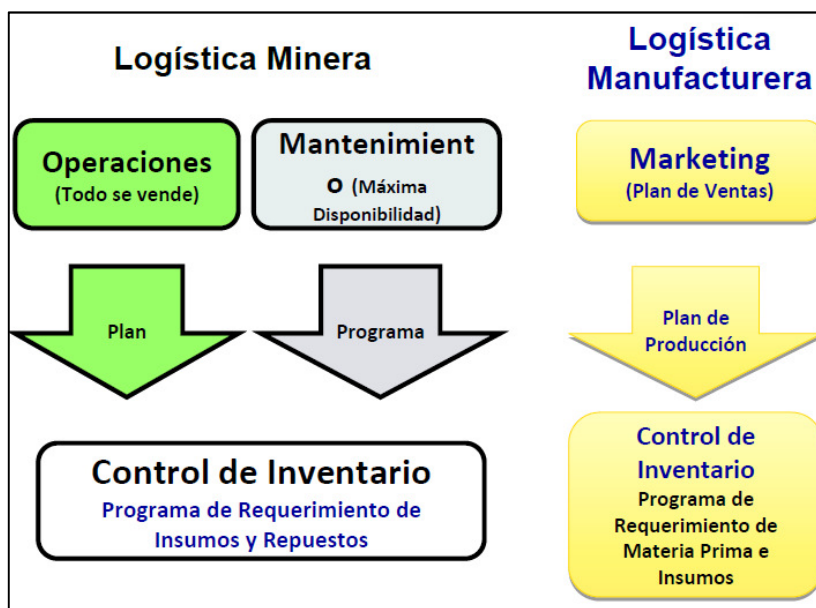 Logística Minera
Logística
Manufacturera
Operaciones
(Todo se vende)
Mantenimient
o (Máxima
Disponibilidad)
Marketing
(Plan de Ventas)
Plan
Programa
Plan de
Producción
Control de Inventario
Programa de Requerimiento de
Insumos y Repuestos
Control de
Inventario
Programa de
Requerimiento de
Materia Prima e
Insumos